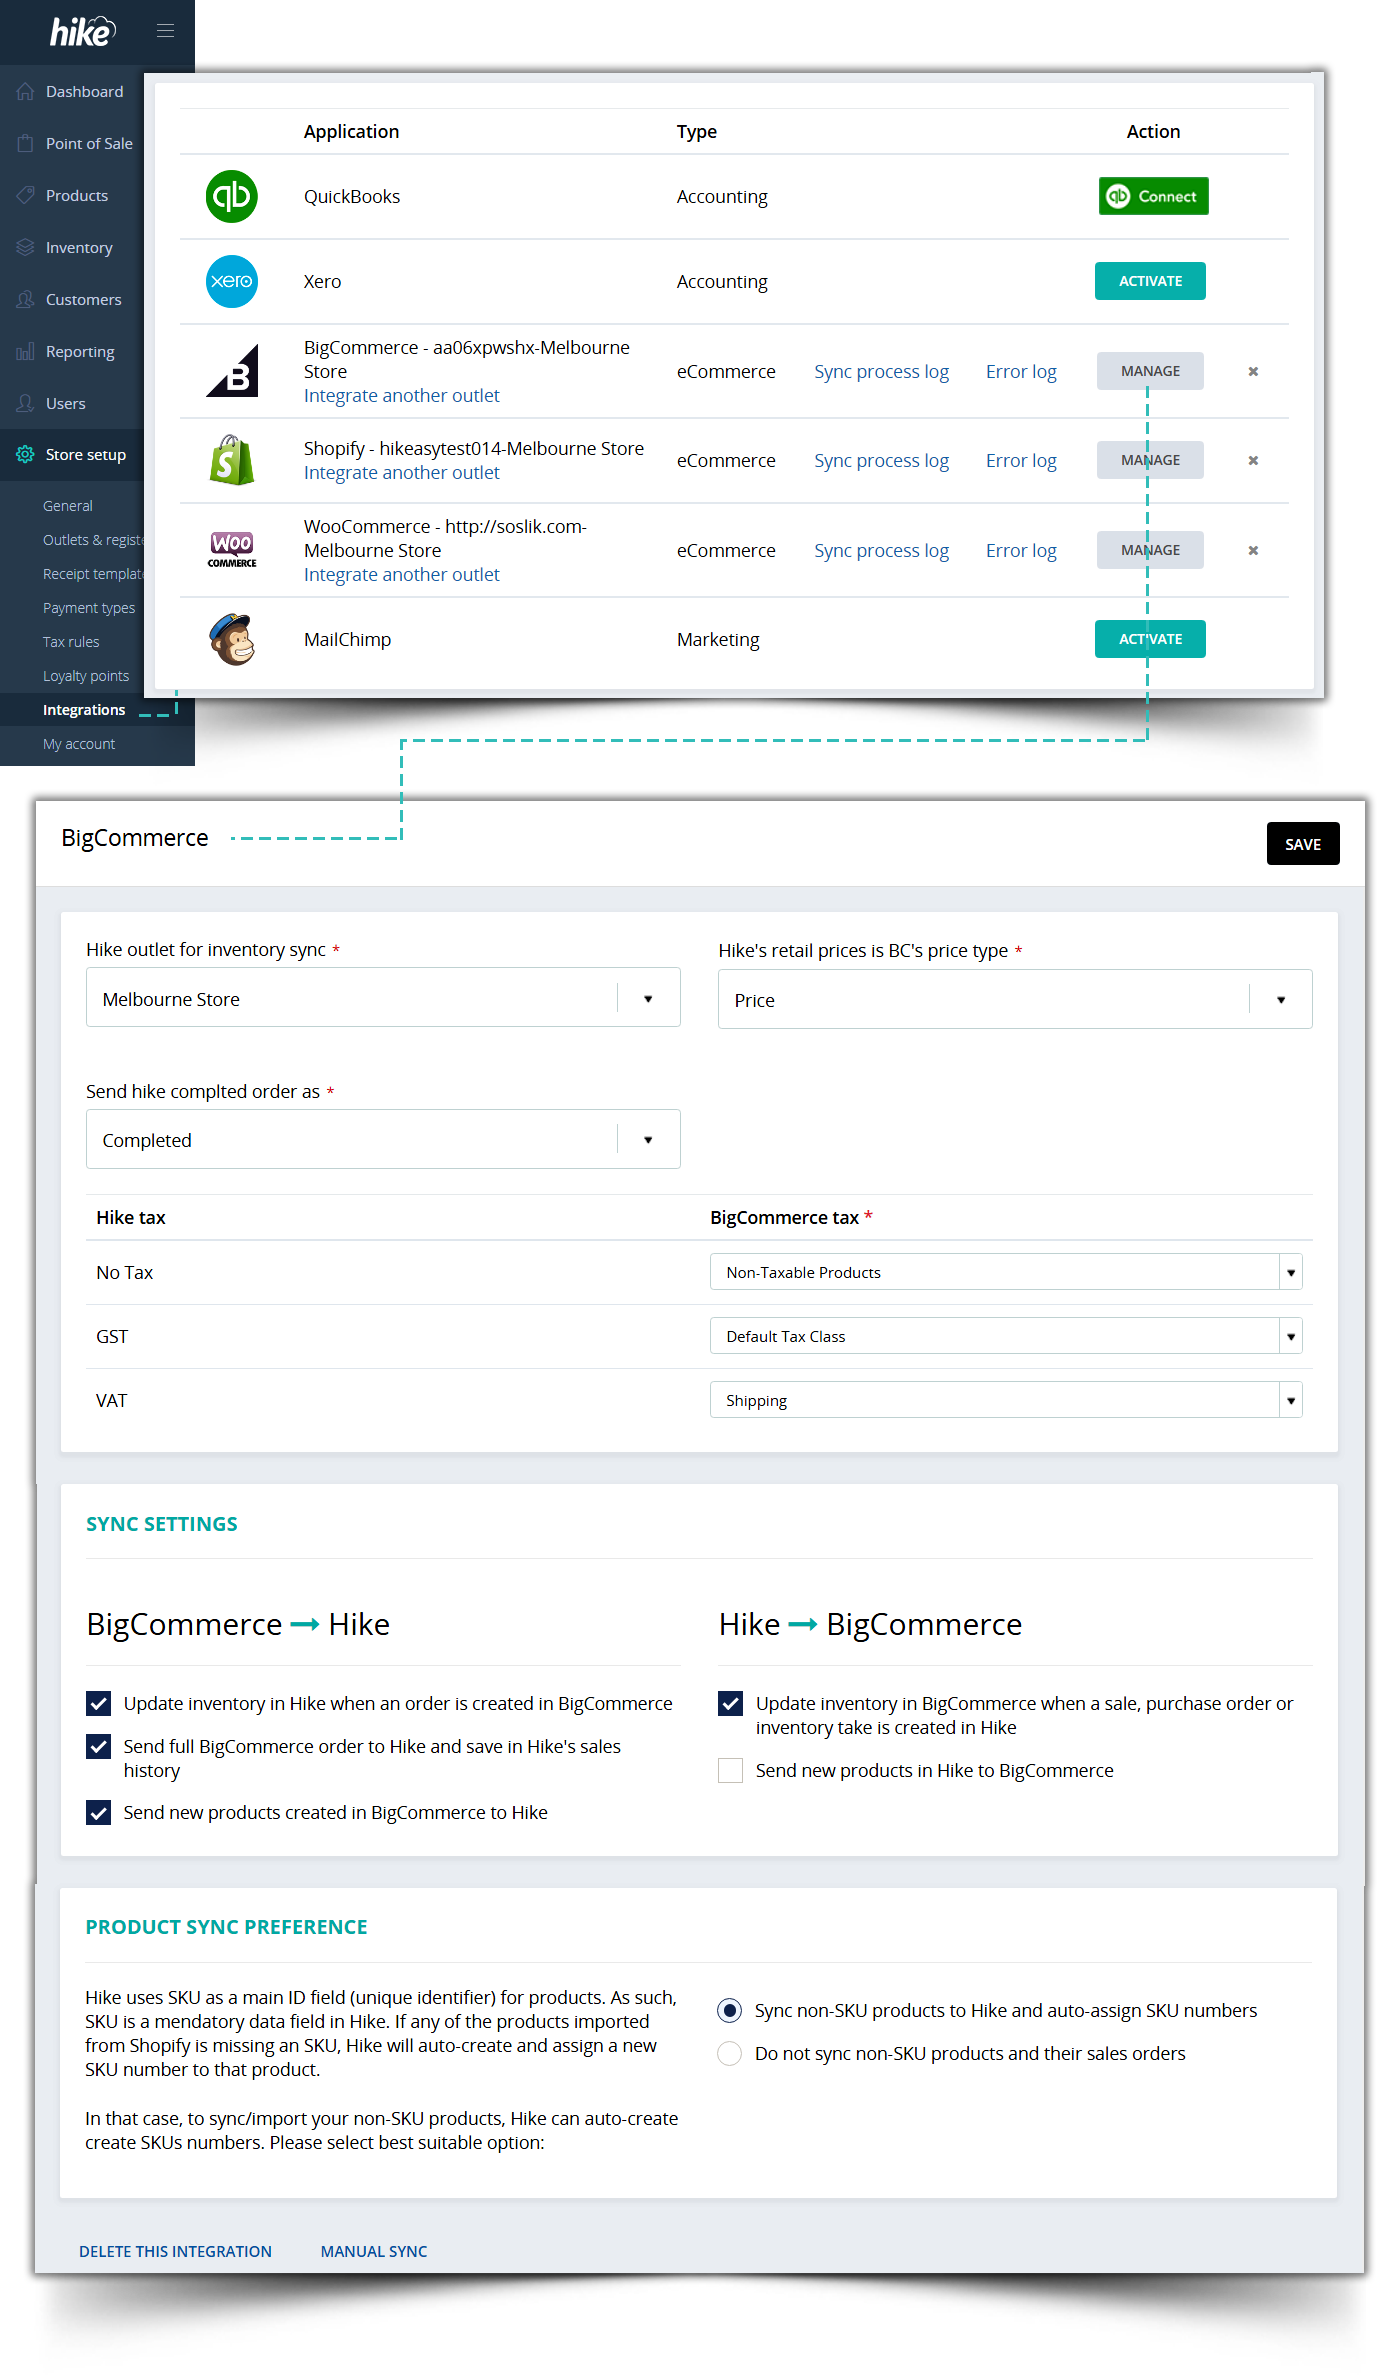 hike
Dashboard
Point of Sale
Products
Inventory
Customers
Reporting
Users
Store setup
General
Outlets & registe
Receipt templat
Payment types
Tax rules
Loyalty points
Integrations
My account
Application Type Action
qb QuickBooks Accounting qb Connect
xero Xero Accounting ACTIVATE
B BigCommerce - aa06xpwshx-Melbourne
Store
Integrate another outlet
eCommerce Sync process log Error log MANAGE ×
S Shopify - hikeasytest014-Melbourne Store
Integrate another outlet
eCommerce Sync process log Error log MANAGE ×
WOO COMMERCE WooCommerce - http://soslik.com-
Melbourne Store
Integrate another outlet
eCommerce Sync process log Error log MANAGE ×
MailChimp Marketing ACTIVATE
BigCommerce SAVE
Hike outlet for inventory sync *
Melbourne Store
Hike's retail prices is BC's price type *
Price
Send hike complted order as *
Completed
Hike tax BigCommerce tax *
No Tax Non-Taxable Products
GST Default Tax Class
VAT Shipping
SYNC SETTINGS
BigCommerce → Hike
Update inventory in Hike when an order is created in BigCommerce
Send full BigCommerce order to Hike and save in Hike's sales
history
Send new products created in BigCommerce to Hike
Hike → BigCommerce
Update inventory in BigCommerce when a sale, purchase order or
inventory take is created in Hike
Send new products in Hike to BigCommerce
PRODUCT SYNC PREFERENCE
Hike uses SKU as a main ID field (unique identifier) for products. As such,
SKU is a mendatory data field in Hike. If any of the products imported
from Shopify is missing an SKU, Hike will auto-create and assign a new
SKU number to that product.
In that case, to sync/import your non-SKU products, Hike can auto-create
create SKUs numbers. Please select best suitable option:
Sync non-SKU products to Hike and auto-assign SKU numbers
Do not sync non-SKU products and their sales orders
DELETE THIS INTEGRATION MANUAL SYNC